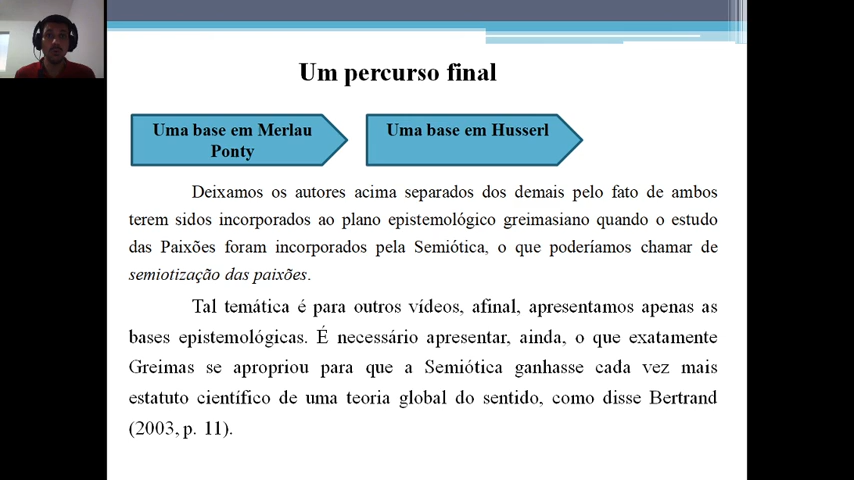 Um percurso final
Uma base em Merlau
Ponty
Uma base em Husserl
Deixamos os autores acima separados dos demais pelo fato de ambos
terem sidos incorporados ao plano epistemológico greimasiano quando o estudo
das Paixões foram incorporados pela Semiótica, o que poderíamos chamar de
semiotização das paixões.
Tal temática é para outros vídeos, afinal, apresentamos apenas as
bases epistemológicas. É necessário apresentar, ainda, o que exatamente
Greimas se apropriou para que a Semiótica ganhasse cada vez mais
estatuto científico de uma teoria global do sentido, como disse Bertrand
(2003, p. 11).